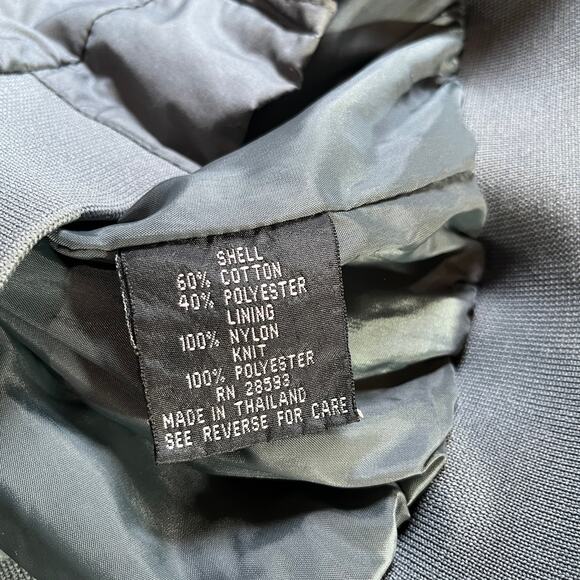 SHELL
60% COTTON
40% POLYESTER
LINING
100% NYLON
KNIT
100% POLYESTER
RN 28593
MADE IN THAILAND
SEE REVERSE FOR CARE